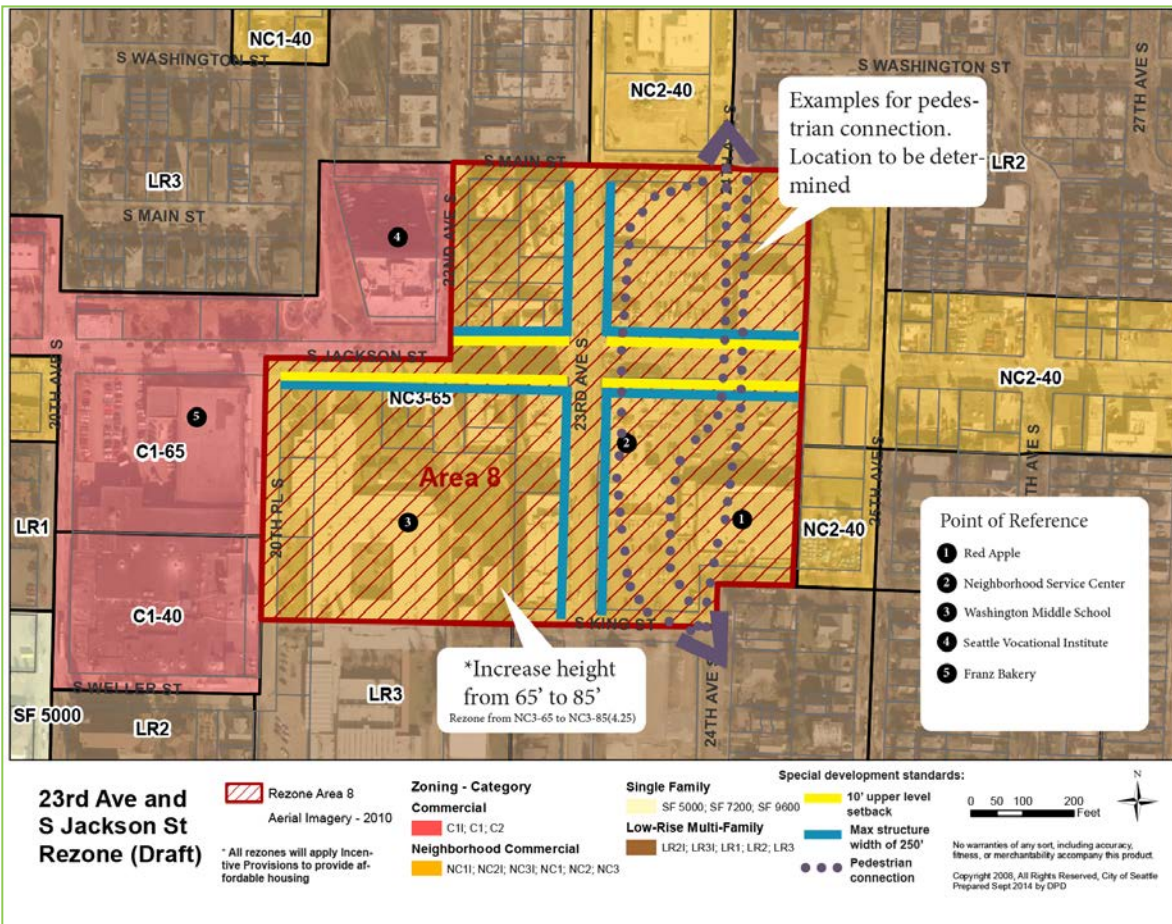 NC1-40
S WASHINGTON ST
NC2-40
S WASHINGTON ST
27TH AVE S
Examples for pedes-
trian connection.
Location to be deter-
mined
LR2
LR3
S MAIN ST
S MAIN ST
22ND AVE S
4
S JACKSON ST
23RD AVE S
NC3-65
20TH AVE S
5
C1-65
2
NC2-40
Area 8
3
1
20TH PL S
25TH AVE S
NC2-40
LR1
C1-40
S KING ST
*Increase height
from 65' to 85'
Rezone from NC3-65 to NC3-85(4.25)
24TH AVE S
LR3
S WELLER ST
SF 5000
LR2
Point of Reference
1 Red Apple
2 Neighborhood Service Center
3 Washington Middle School
4 Seattle Vocational Institute
5 Franz Bakery
23rd Ave and
S Jackson St
Rezone (Draft)
Rezone Area 8
Aerial Imagery - 2010
* All rezones will apply Incen-
tive Provisions to provide af-
fordable housing
Zoning - Category
Commercial
C1I; C1; C2
Neighborhood Commercial
NC1I; NC2I; NC3I; NC1; NC2; NC3
Single Family
SF 5000; SF 7200; SF 9600
Low-Rise Multi-Family
LR2I; LR3I; LR1; LR2; LR3
Special development standards:
10' upper level
setback
Max structure
width of 250'
Pedestrian
connection
N
0 50 100 200
Feet
No warranties of any sort, including accuracy,
fitness, or merchantability accompany this product.
Copyright 2008, All Rights Reserved, City of Seattle
Prepared Sept 2014 by DPD